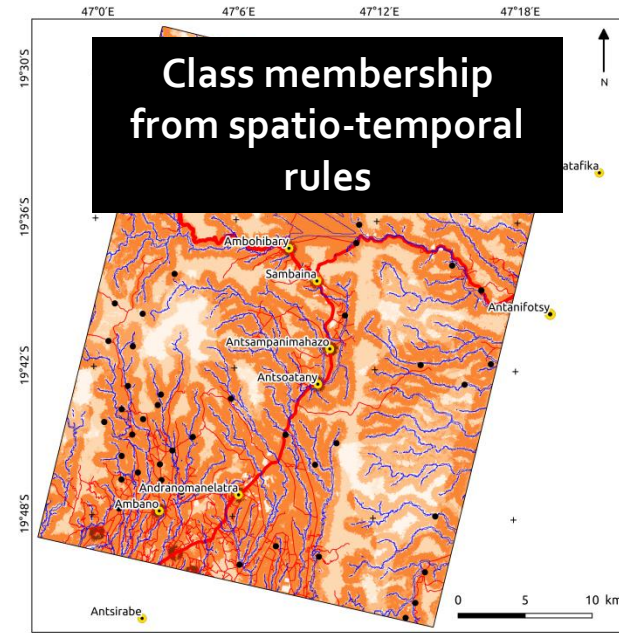 47°0′E 47°6′E 47°12′E 47°18′E
19°30′S
N
Class membership
from spatio-temporal
rules
atafika
19°36′S
Ambohibary
Sambaina
Antanifotsy
19°42′S
Antsampanimahazo
Antsoatany
Andranomanelatra
19°48′S
Ambano
Antsirabe
0 5 10 km